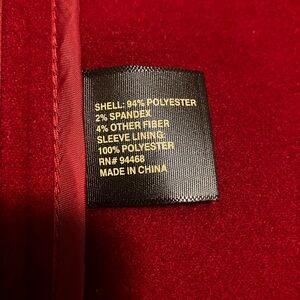 SHELL: 94% POLYESTER
2% SPANDEX
4% OTHER FIBER
SLEEVE LINING:
100% POLYESTER
RN# 94468
MADE IN CHINA